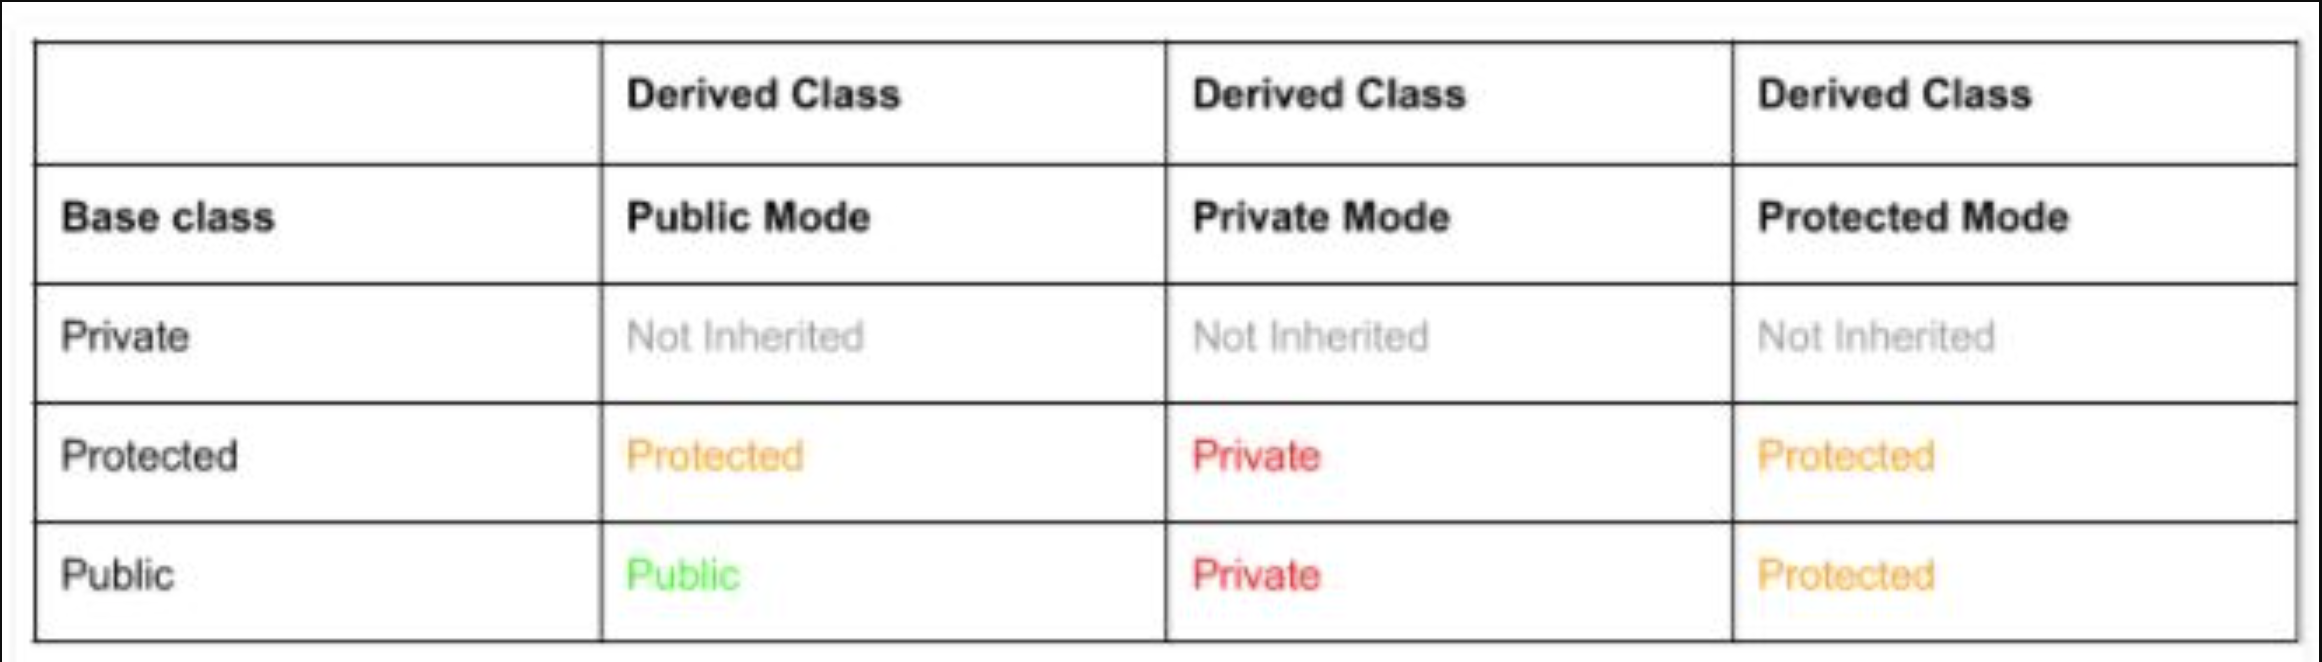 Derived Class Derived Class Derived Class
Base class Public Mode Private Mode Protected Mode
Private Not Inherited Not Inherited Not Inherited
Protected Protected Private Protected
Public Public Private Protected